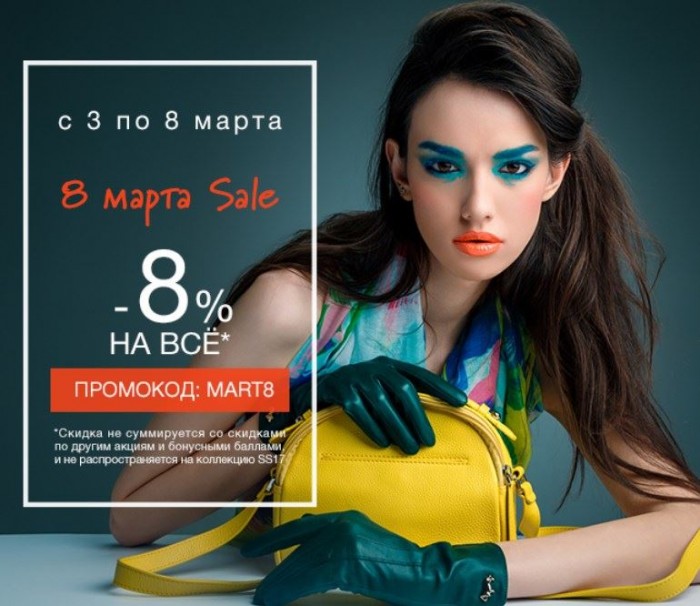 с 3 по 8 марта
8 марта Sale
-8%
НА ВСЁ*
ПРОМОКОД: MART8
*Скидка не суммируется со скидками
по другим акциям и бонусными баллами,
и не распространяется на коллекцию SS17